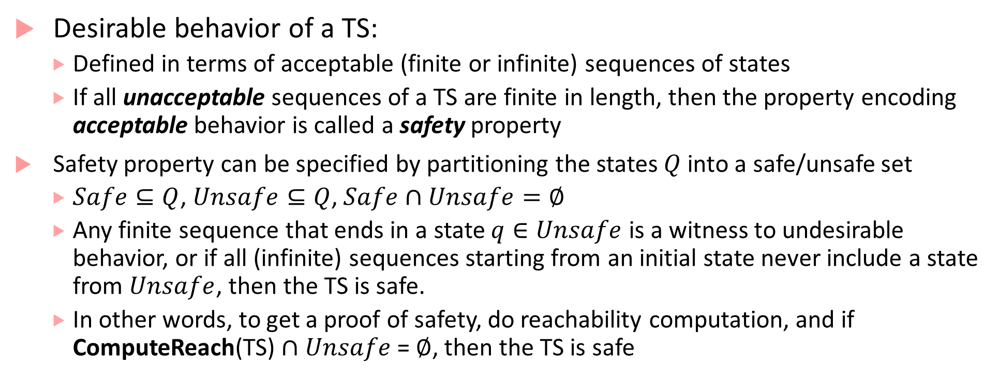 Desirable behavior of a TS:
Defined in terms of acceptable (finite or infinite) sequences of states
If all unacceptable sequences of a TS are finite in length, then the property encoding
acceptable behavior is called a safety property
Safety property can be specified by partitioning the states Q into a safe/unsafe set
Safe ⊆ Q, Unsafe ⊆ Q, Safe ∩ Unsafe = ∅
Any finite sequence that ends in a state q ∈ Unsafe is a witness to undesirable
behavior, or if all (infinite) sequences starting from an initial state never include a state
from Unsafe, then the TS is safe.
In other words, to get a proof of safety, do reachability computation, and if
ComputeReach(TS) ∩ Unsafe = ∅, then the TS is safe